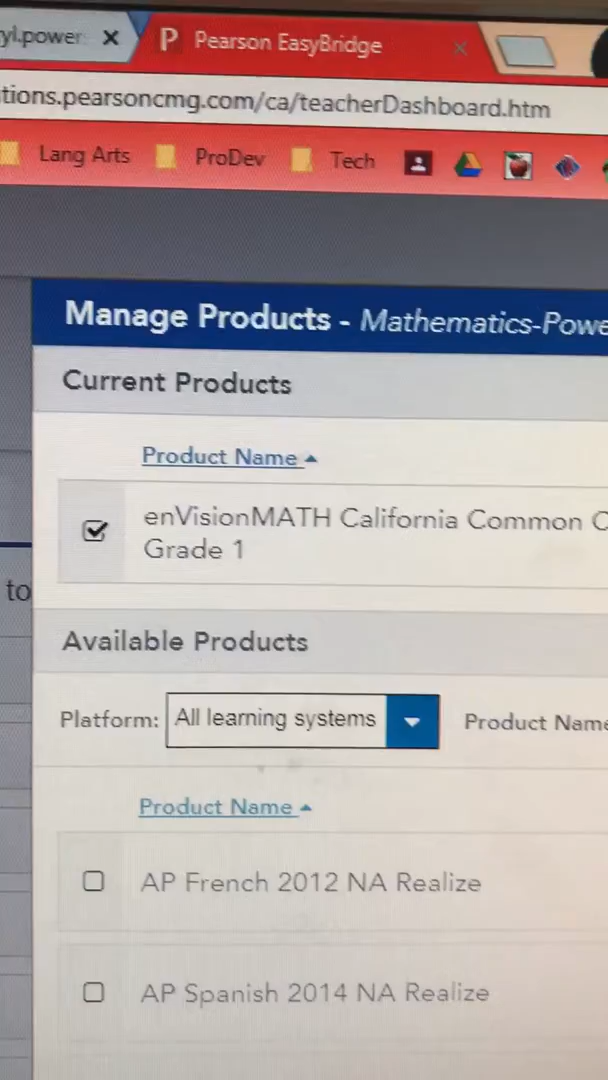 yl.power
Pearson EasyBridge
tions.pearsoncmg.com/ca/teacherDashboard.htm
Lang Arts ProDev Tech
Manage Products - Mathematics-Powe
Current Products
Product Name
enVisionMATH California Common C
Grade 1
to
Available Products
Platform: All learning systems Product Name
Product Name
AP French 2012 NA Realize
AP Spanish 2014 NA Realize